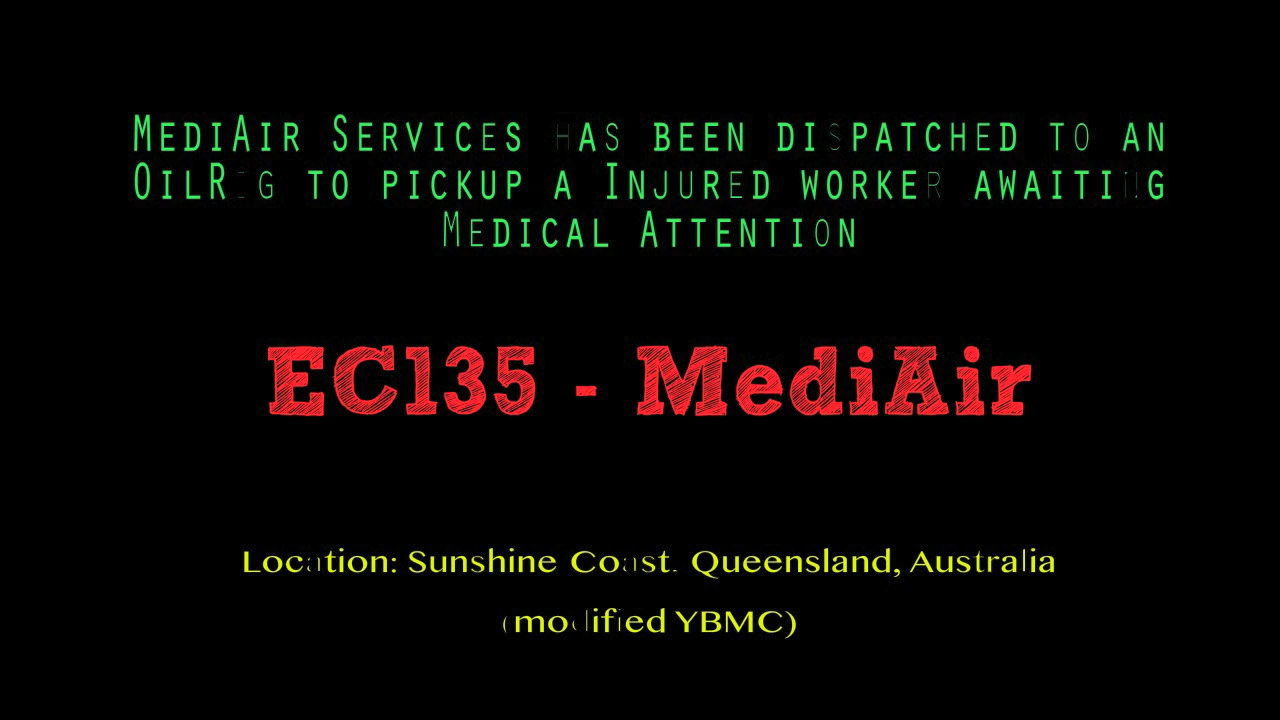 MediAir Services has been dispatched to an
OilRig to pickup a Injured worker awaiting
Medical Attention
EC135 - MediAir
Location: Sunshine Coast. Queensland, Australia
(modified YBMC)